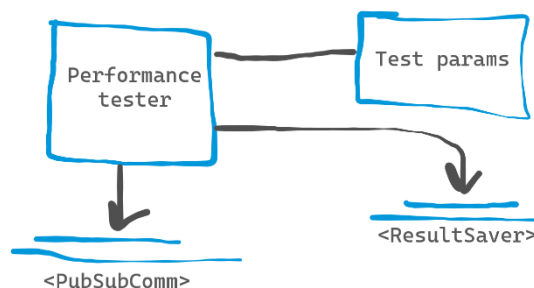 Performance
tester
Test params
<ResultSaver>
<PubSubComm>